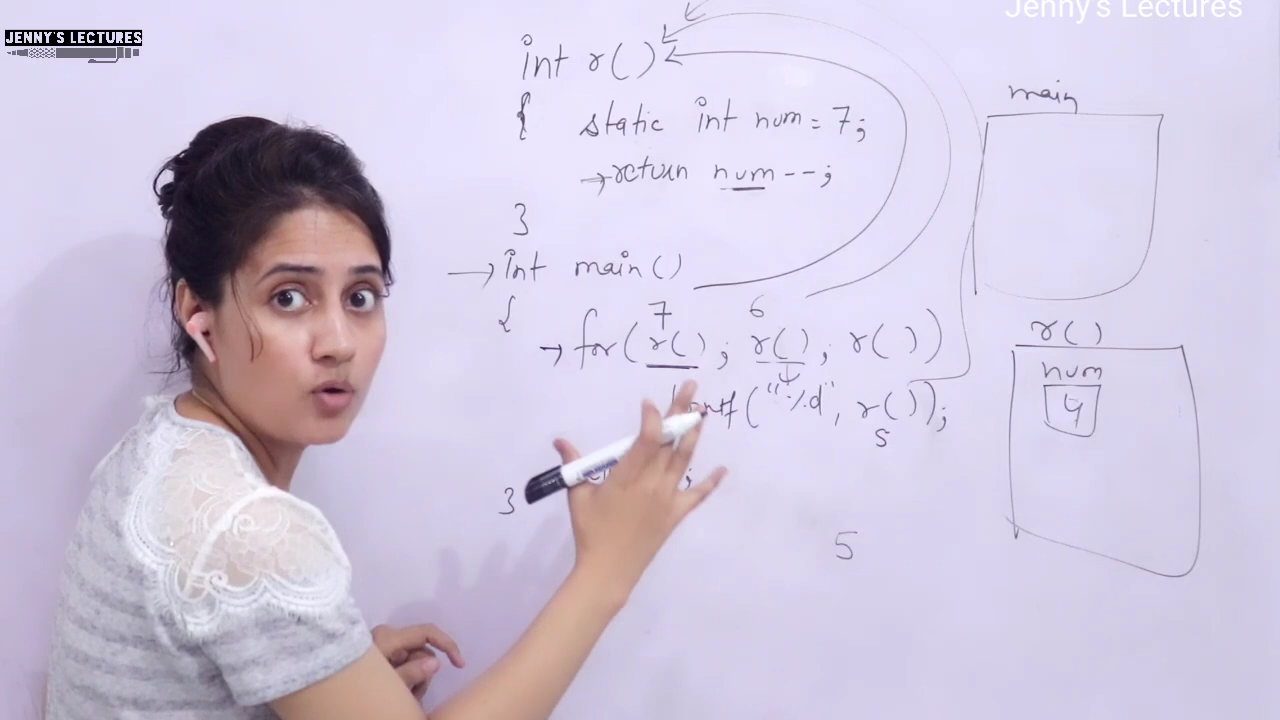 Jenny's Lectures
JENNY'S LECTURES
int r()
{ static int num = 7;
→return num--;
}
→int main()
{
7 6
→for(r(); r(); r())
printf("%d", r());
5
;
}
5
main
r()
num
4